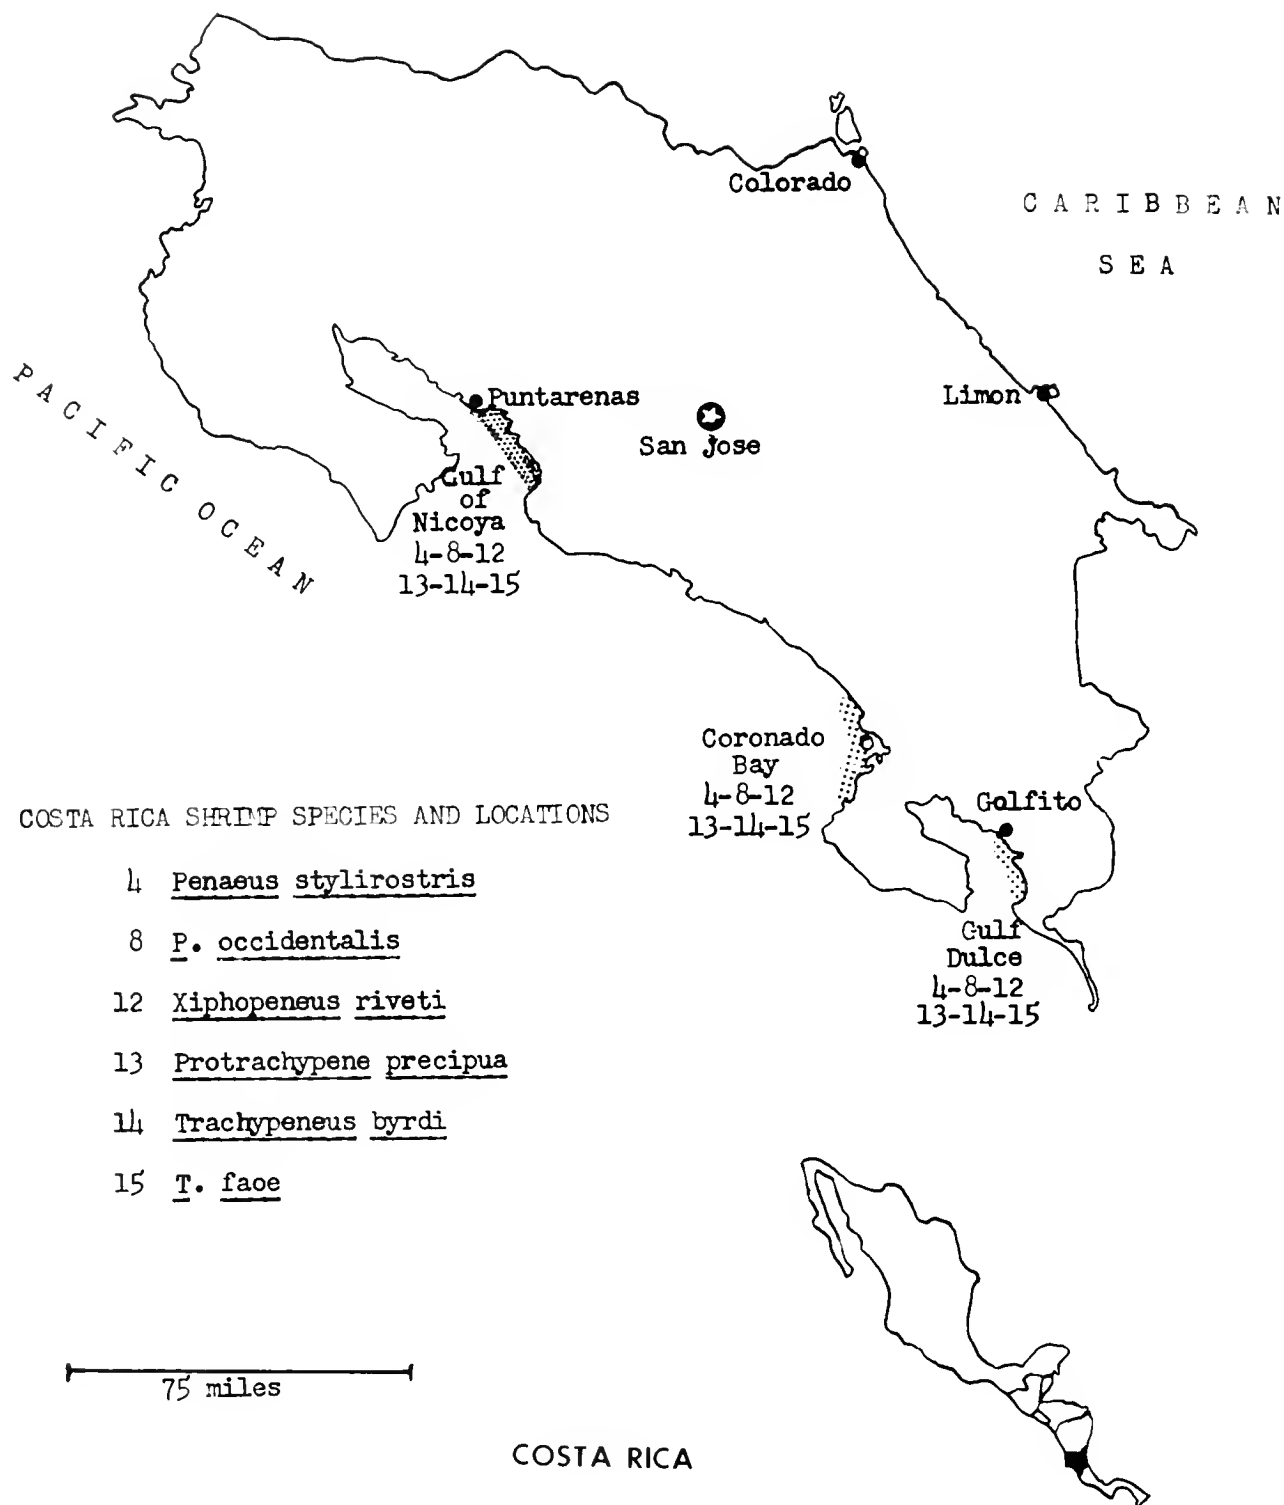 Colorado
CARIBBEAN
SEA
PACIFIC OCEAN
Puntarenas
San Jose
Limon
Gulf
of
Nicoya
4-8-12
13-14-15
Coronado
Bay
4-8-12
13-14-15
Golfito
Gulf
Dulce
4-8-12
13-14-15
COSTA RICA SHRIMP SPECIES AND LOCATIONS
4 Penaeus stylirostris
8 P. occidentalis
12 Xiphopeneus riveti
13 Protrachypene precipua
14 Trachypeneus byrdi
15 T. faoe
75 miles
COSTA RICA